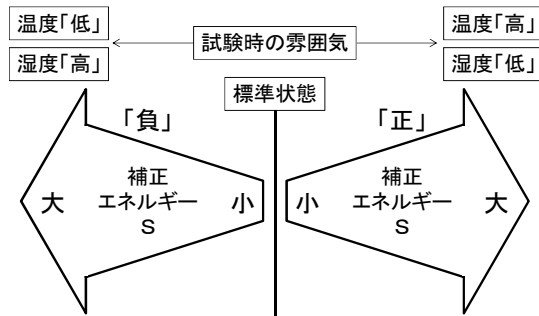 温度「低」
湿度「高」
試験時の雰囲気
温度「高」
湿度「低」
標準状態
「負」
「正」
大
補正
エネルギー
S
小
小
補正
エネルギー
S
大